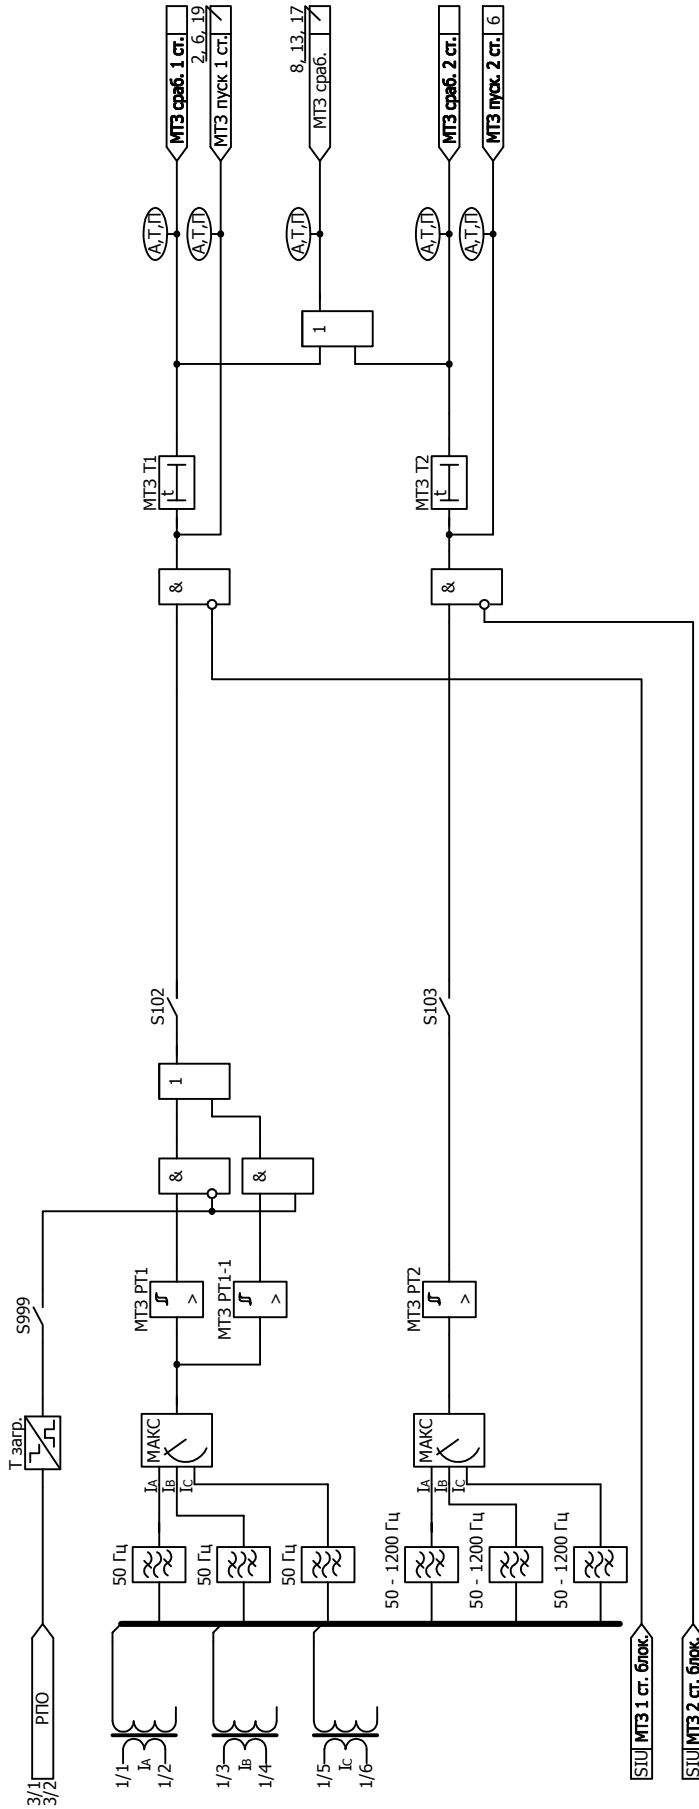 3/1
3/2
РПО
Т загр.
S999
1/1
IA
1/2
1/3
IB
1/4
1/5
IC
1/6
50 Гц
50 Гц
50 Гц
IA
IB
IC
МАКС
МТЗ РТ1
>
МТЗ РТ1-1
>
&
&
1
S102
&
МТЗ Т1
t
А,Т,П
А,Т,П
МТЗ сраб. 1 ст.
МТЗ пуск 1 ст.
2, 6, 19
1
А,Т,П
МТЗ сраб.
8, 13, 17
50 - 1200 Гц
50 - 1200 Гц
50 - 1200 Гц
IA
IB
IC
МАКС
МТЗ РТ2
>
S103
&
МТЗ Т2
t
А,Т,П
А,Т,П
МТЗ сраб. 2 ст.
МТЗ пуск. 2 ст. 6
SIU МТЗ 1 ст. блок.
SIU МТЗ 2 ст. блок.